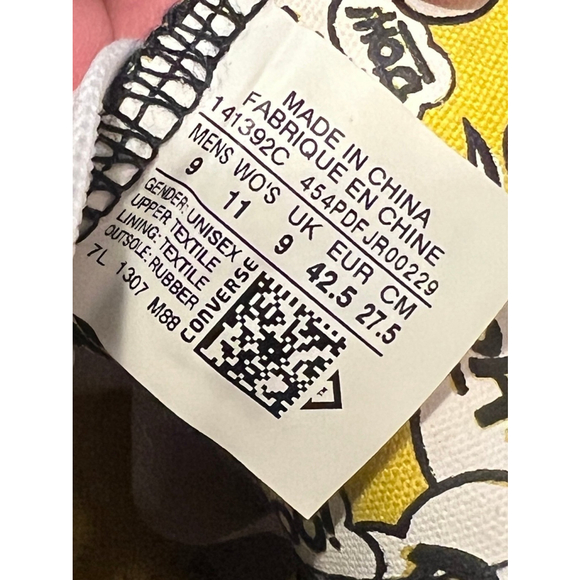 D'OH!
MADE IN CHINA
FABRIQUE EN CHINE
141392C 454PDFJR00229
MENS WO'S UK EUR CM
9 11 9 42.5 27.5
GENDER: UNISEX
UPPER TEXTILE
LINING: TEXTILE
OUTSOLE: RUBBER
7L 1307 M88
CONVERSE